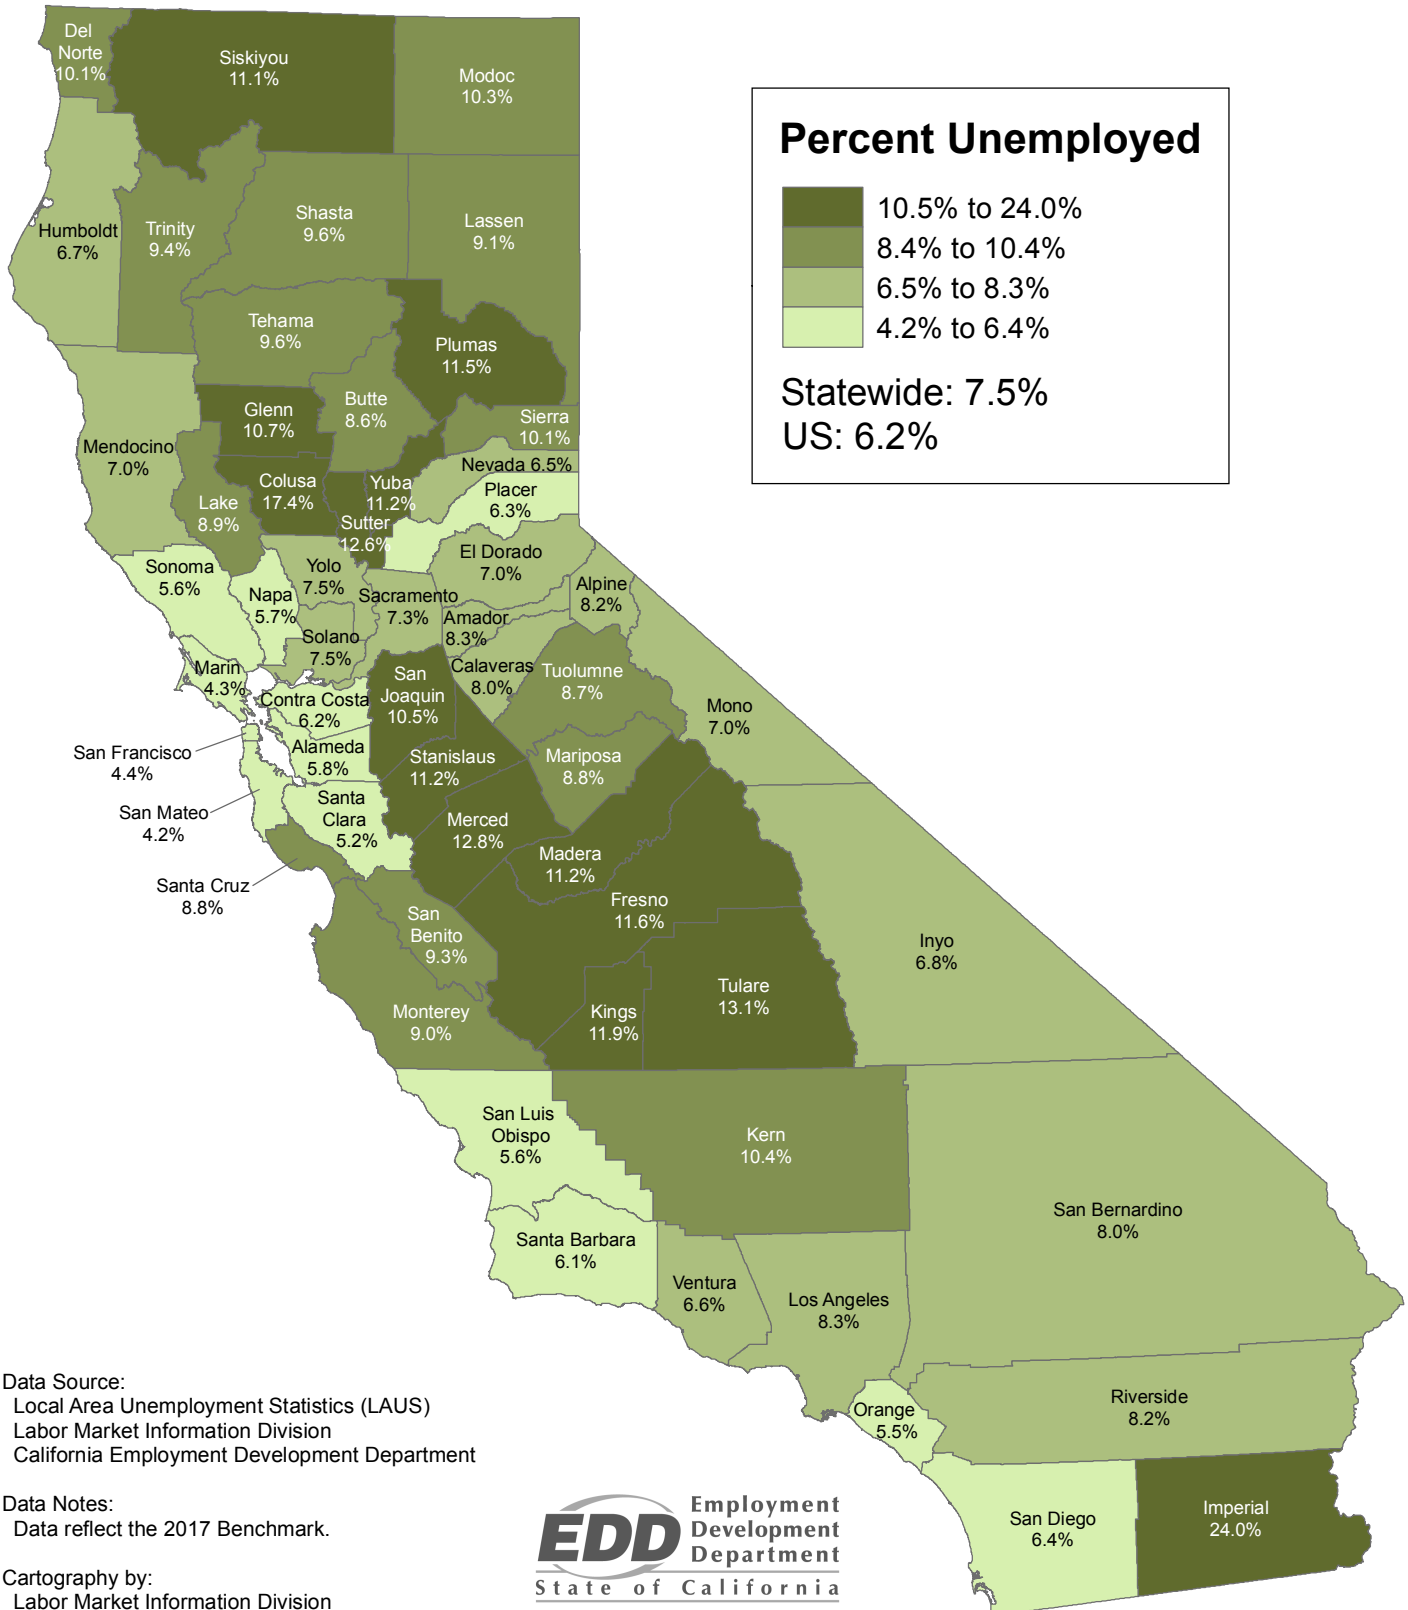 Del
Norte
10.1%
Siskiyou
11.1%
Modoc
10.3%
Percent Unemployed
10.5% to 24.0%
8.4% to 10.4%
6.5% to 8.3%
4.2% to 6.4%
Statewide: 7.5%
US: 6.2%
Humboldt
6.7%
Trinity
9.4%
Shasta
9.6%
Lassen
9.1%
Tehama
9.6%
Plumas
11.5%
Glenn
10.7%
Butte
8.6%
Sierra
10.1%
Mendocino
7.0%
Lake
8.9%
Colusa
17.4%
Yuba
11.2%
Sutter
12.6%
Nevada 6.5%
Placer
6.3%
El Dorado
7.0%
Sonoma
5.6%
Napa
5.7%
Yolo
7.5%
Sacramento
7.3%
Amador
8.3%
Alpine
8.2%
Solano
7.5%
Marin
4.3%
Contra Costa
6.2%
San
Joaquin
10.5%
Calaveras
8.0%
Tuolumne
8.7%
Mono
7.0%
San Francisco
4.4%
Alameda
5.8%
Stanislaus
11.2%
Mariposa
8.8%
San Mateo
4.2%
Santa
Clara
5.2%
Merced
12.8%
Madera
11.2%
Santa Cruz
8.8%
San
Benito
9.3%
Fresno
11.6%
Inyo
6.8%
Monterey
9.0%
Kings
11.9%
Tulare
13.1%
San Luis
Obispo
5.6%
Kern
10.4%
San Bernardino
8.0%
Santa Barbara
6.1%
Ventura
6.6%
Los Angeles
8.3%
Orange
5.5%
Riverside
8.2%
San Diego
6.4%
Imperial
24.0%
Data Source:
Local Area Unemployment Statistics (LAUS)
Labor Market Information Division
California Employment Development Department
Data Notes:
Data reflect the 2017 Benchmark.
Cartography by:
Labor Market Information Division
EDD
Employment
Development
Department
State of California